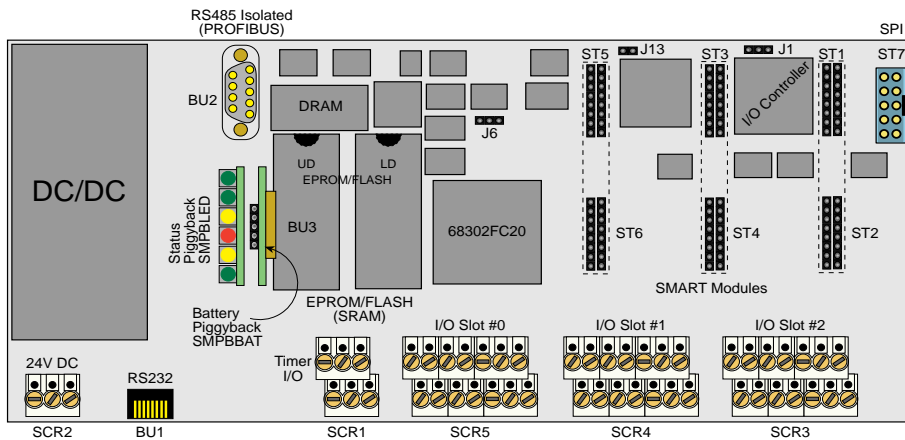 RS485 Isolated
(PROFIBUS)
SPI
ST5
J13
ST3
J1
ST1
ST7
BU2
DRAM
I/O Controller
J6
UD
LD
EPROM/FLASH
DC/DC
Status
Piggyback
SMPBLED
BU3
68302FC20
ST6
ST4
ST2
SMART Modules
EPROM/FLASH
(SRAM)
Battery
Piggyback
SMPBBAT
I/O Slot #0
I/O Slot #1
I/O Slot #2
Timer
I/O
24V DC
RS232
SCR2
BU1
SCR1
SCR5
SCR4
SCR3